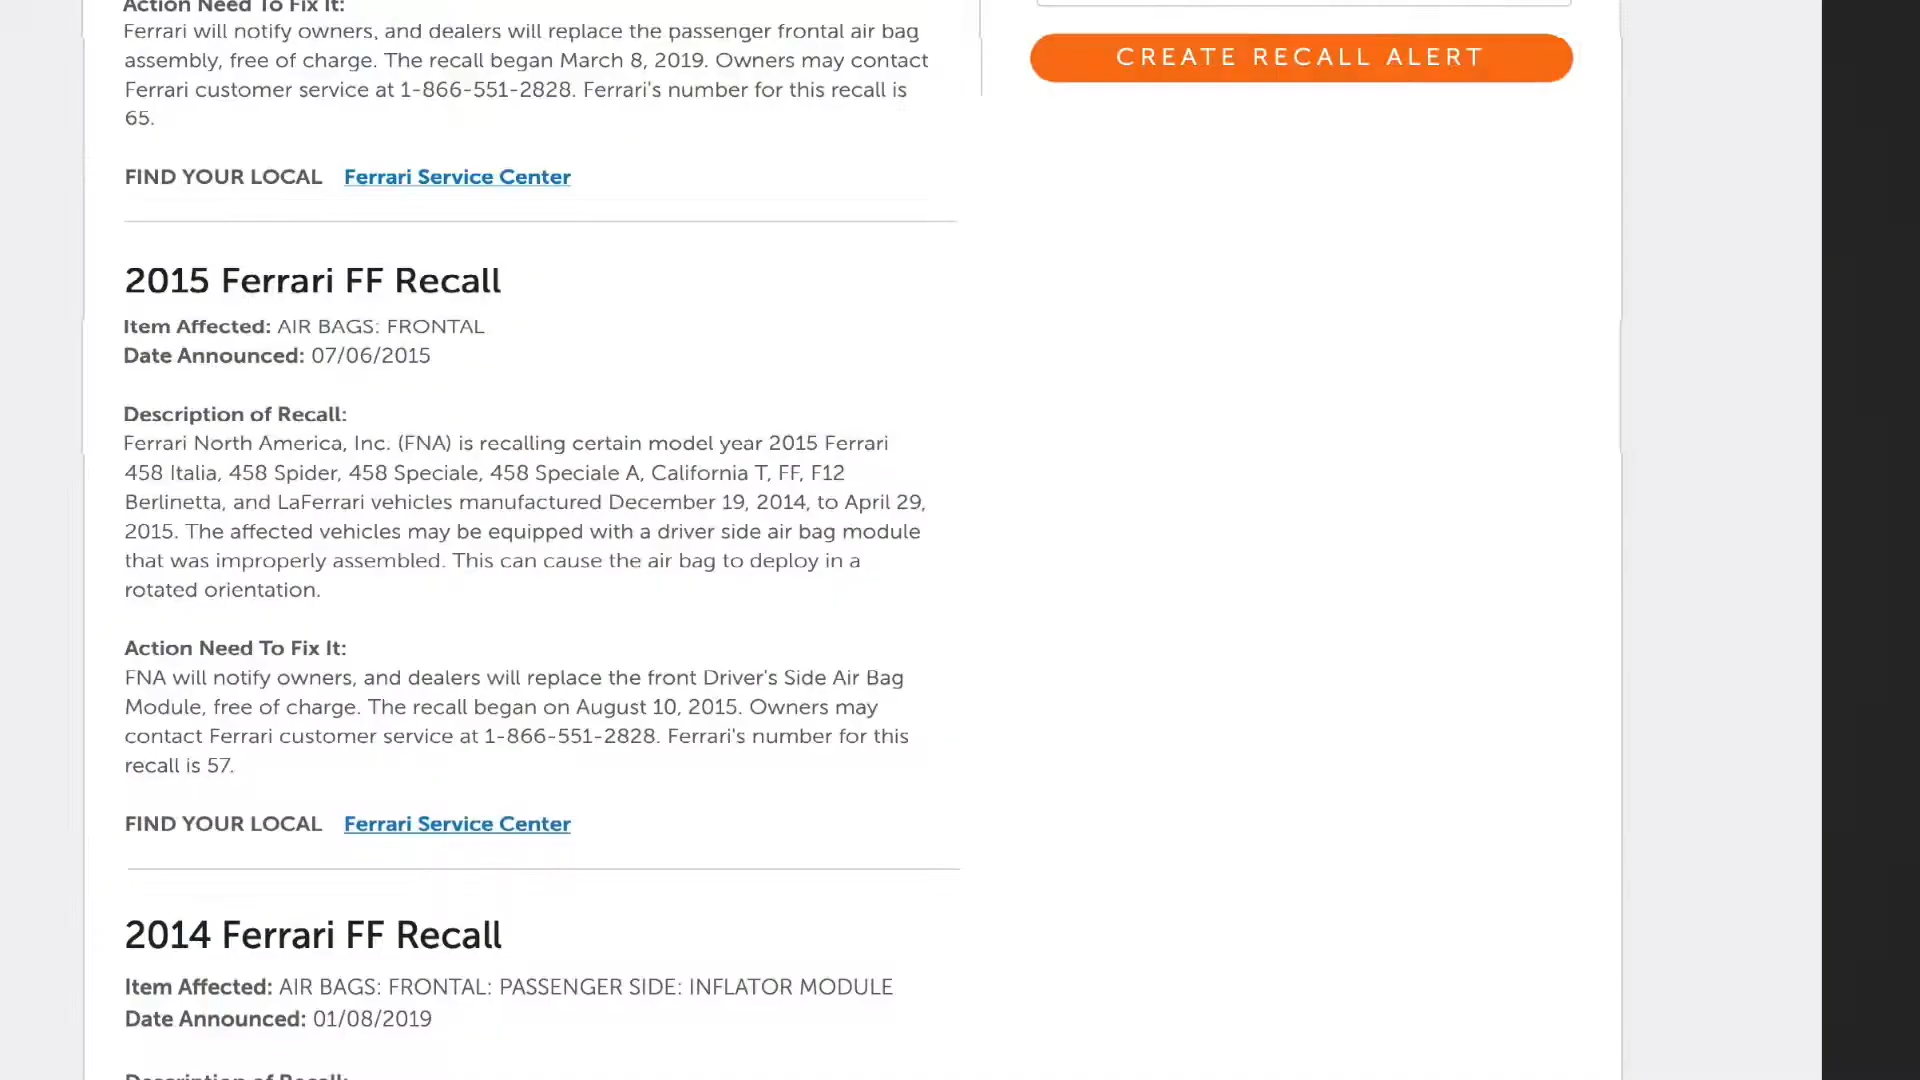 Action Need To Fix It:
Ferrari will notify owners, and dealers will replace the passenger frontal air bag
assembly, free of charge. The recall began March 8, 2019. Owners may contact
Ferrari customer service at 1-866-551-2828. Ferrari's number for this recall is
65.
CREATE RECALL ALERT
FIND YOUR LOCAL Ferrari Service Center
2015 Ferrari FF Recall
Item Affected: AIR BAGS: FRONTAL
Date Announced: 07/06/2015
Description of Recall:
Ferrari North America, Inc. (FNA) is recalling certain model year 2015 Ferrari
458 Italia, 458 Spider, 458 Speciale, 458 Speciale A, California T, FF, F12
Berlinetta, and LaFerrari vehicles manufactured December 19, 2014, to April 29,
2015. The affected vehicles may be equipped with a driver side air bag module
that was improperly assembled. This can cause the air bag to deploy in a
rotated orientation.
Action Need To Fix It:
FNA will notify owners, and dealers will replace the front Driver's Side Air Bag
Module, free of charge. The recall began on August 10, 2015. Owners may
contact Ferrari customer service at 1-866-551-2828. Ferrari's number for this
recall is 57.
FIND YOUR LOCAL Ferrari Service Center
2014 Ferrari FF Recall
Item Affected: AIR BAGS: FRONTAL: PASSENGER SIDE: INFLATOR MODULE
Date Announced: 01/08/2019
Description of Recall: